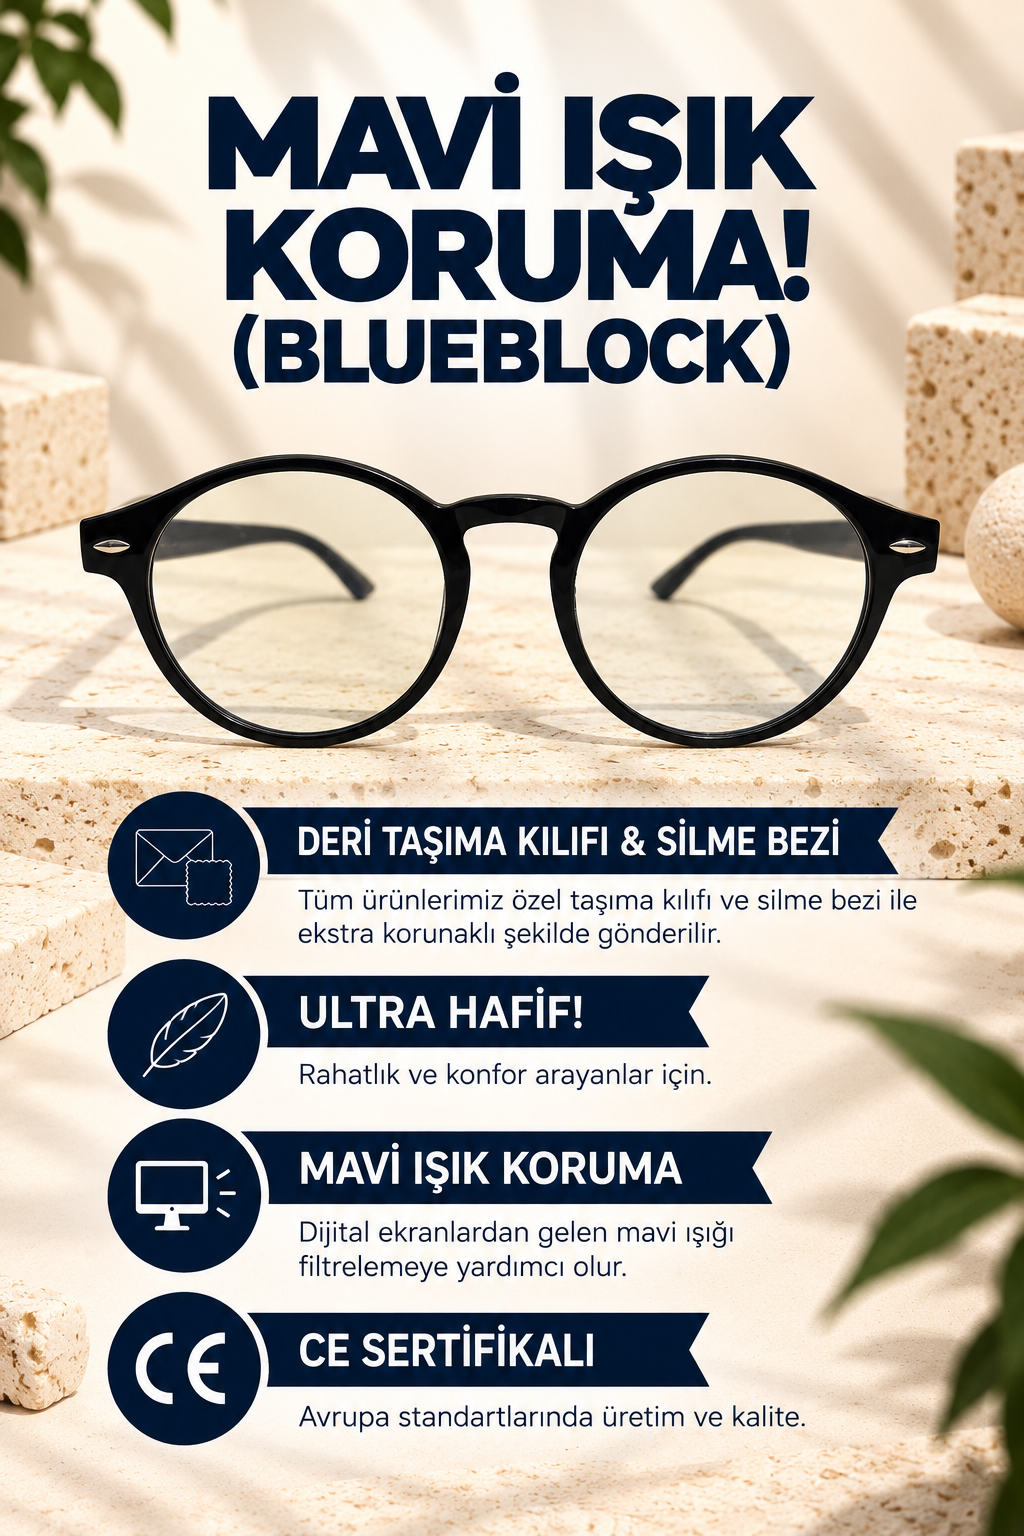 MAVİ IŞIK
KORUMA!
(BLUEBLOCK)
DERİ TAŞIMA KILIFI & SİLME BEZİ
Tüm ürünlerimiz özel taşıma kılıfı ve silme bezi ile
ekstra korunaklı şekilde gönderilir.
ULTRA HAFİF!
Rahatlık ve konfor arayanlar için.
MAVİ IŞIK KORUMA
Dijital ekranlardan gelen mavi ışığı
filtrelemeye yardımcı olur.
CE
CE SERTİFİKALI
Avrupa standartlarında üretim ve kalite.